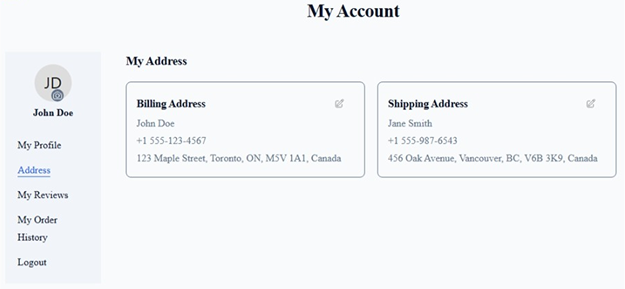 My Account
JD
John Doe
My Profile
Address
My Reviews
My Order
History
Logout
My Address
Billing Address
John Doe
+1 555-123-4567
123 Maple Street, Toronto, ON, M5V 1A1, Canada
Shipping Address
Jane Smith
+1 555-987-6543
456 Oak Avenue, Vancouver, BC, V6B 3K9, Canada